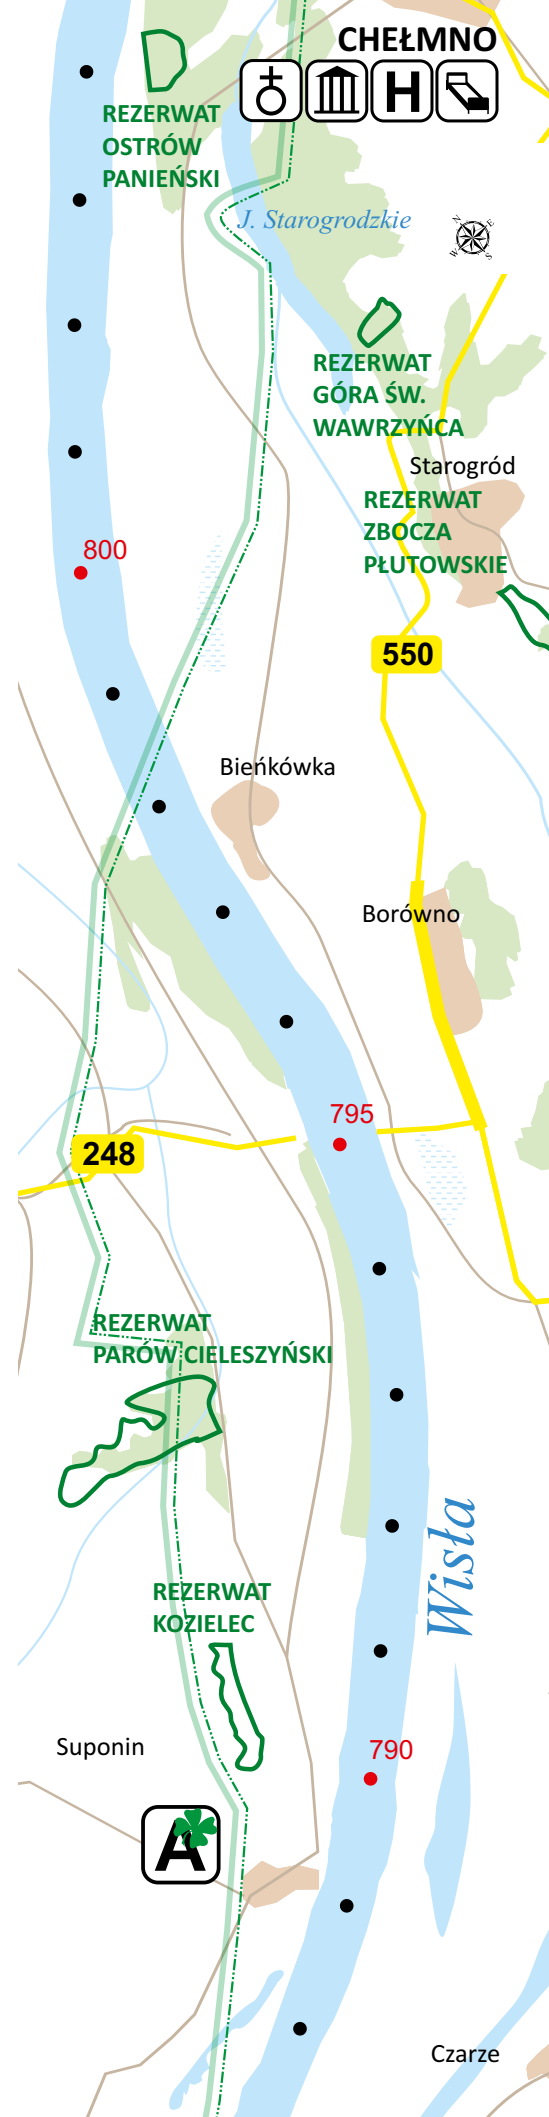 CHEŁMNO
H
REZERWAT
OSTRÓW
PANIEŃSKI
J. Starogrodzkie
N
E
W
S
REZERWAT
GÓRA ŚW.
WAWRZYŃCA
Starogród
REZERWAT
ZBOCZA
PŁUTOWSKIE
800
550
Bieńkówka
Borówno
795
248
REZERWAT
PARÓW CIELESZYŃSKI
Wisła
REZERWAT
KOZIELEC
Suponin
790
A
Czarze